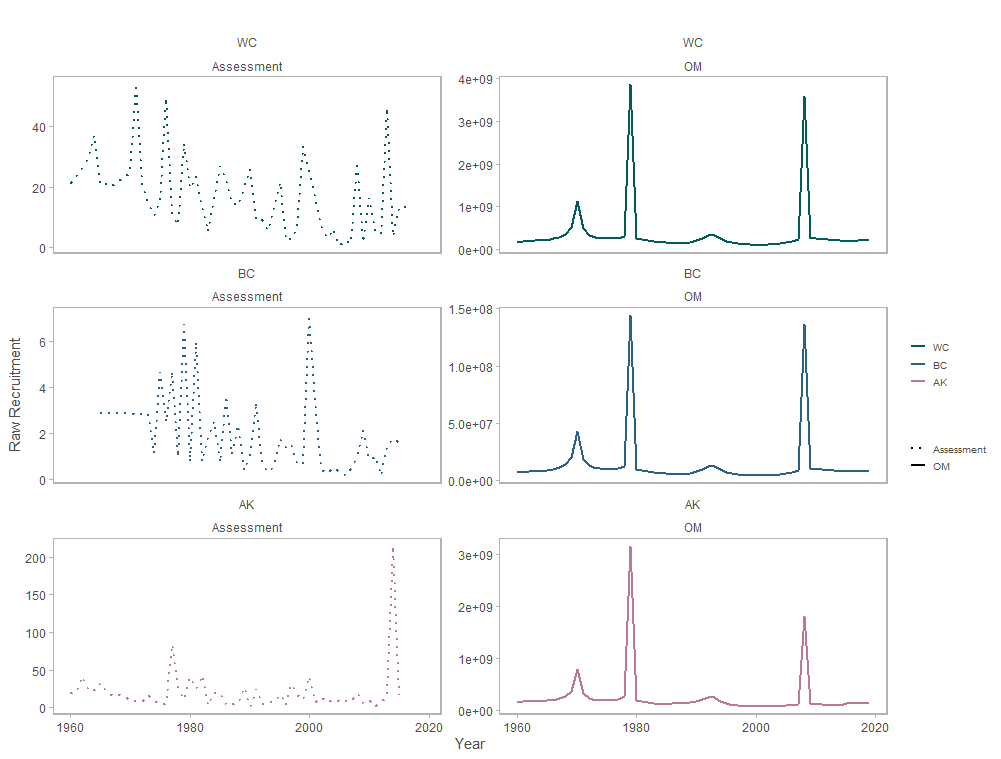 WC
WC
Assessment
OM
40
20
0
4e+09
3e+09
2e+09
1e+09
0e+00
BC
BC
Assessment
OM
6
4
2
0
1.5e+08
1.0e+08
5.0e+07
0.0e+00
AK
AK
Assessment
OM
200
150
100
50
0
3e+09
2e+09
1e+09
0e+00
1960
1980
2000
2020
1960
1980
2000
2020
Year
Raw Recruitment
WC
BC
AK
Assessment
OM